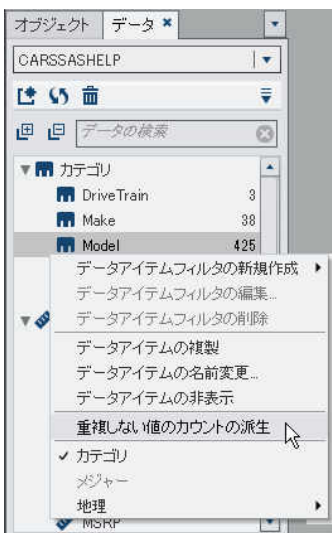 オブジェクト データ
CARSSASHELP
データの検索
カテゴリ
DriveTrain 3
Make 38
Model 425
データアイテムフィルタの新規作成
データアイテムフィルタの編集...
データアイテムフィルタの削除
データアイテムの複製
データアイテムの名前変更...
データアイテムの非表示
重複しない値のカウントの派生
カテゴリ
メジャー
地理
MSRP